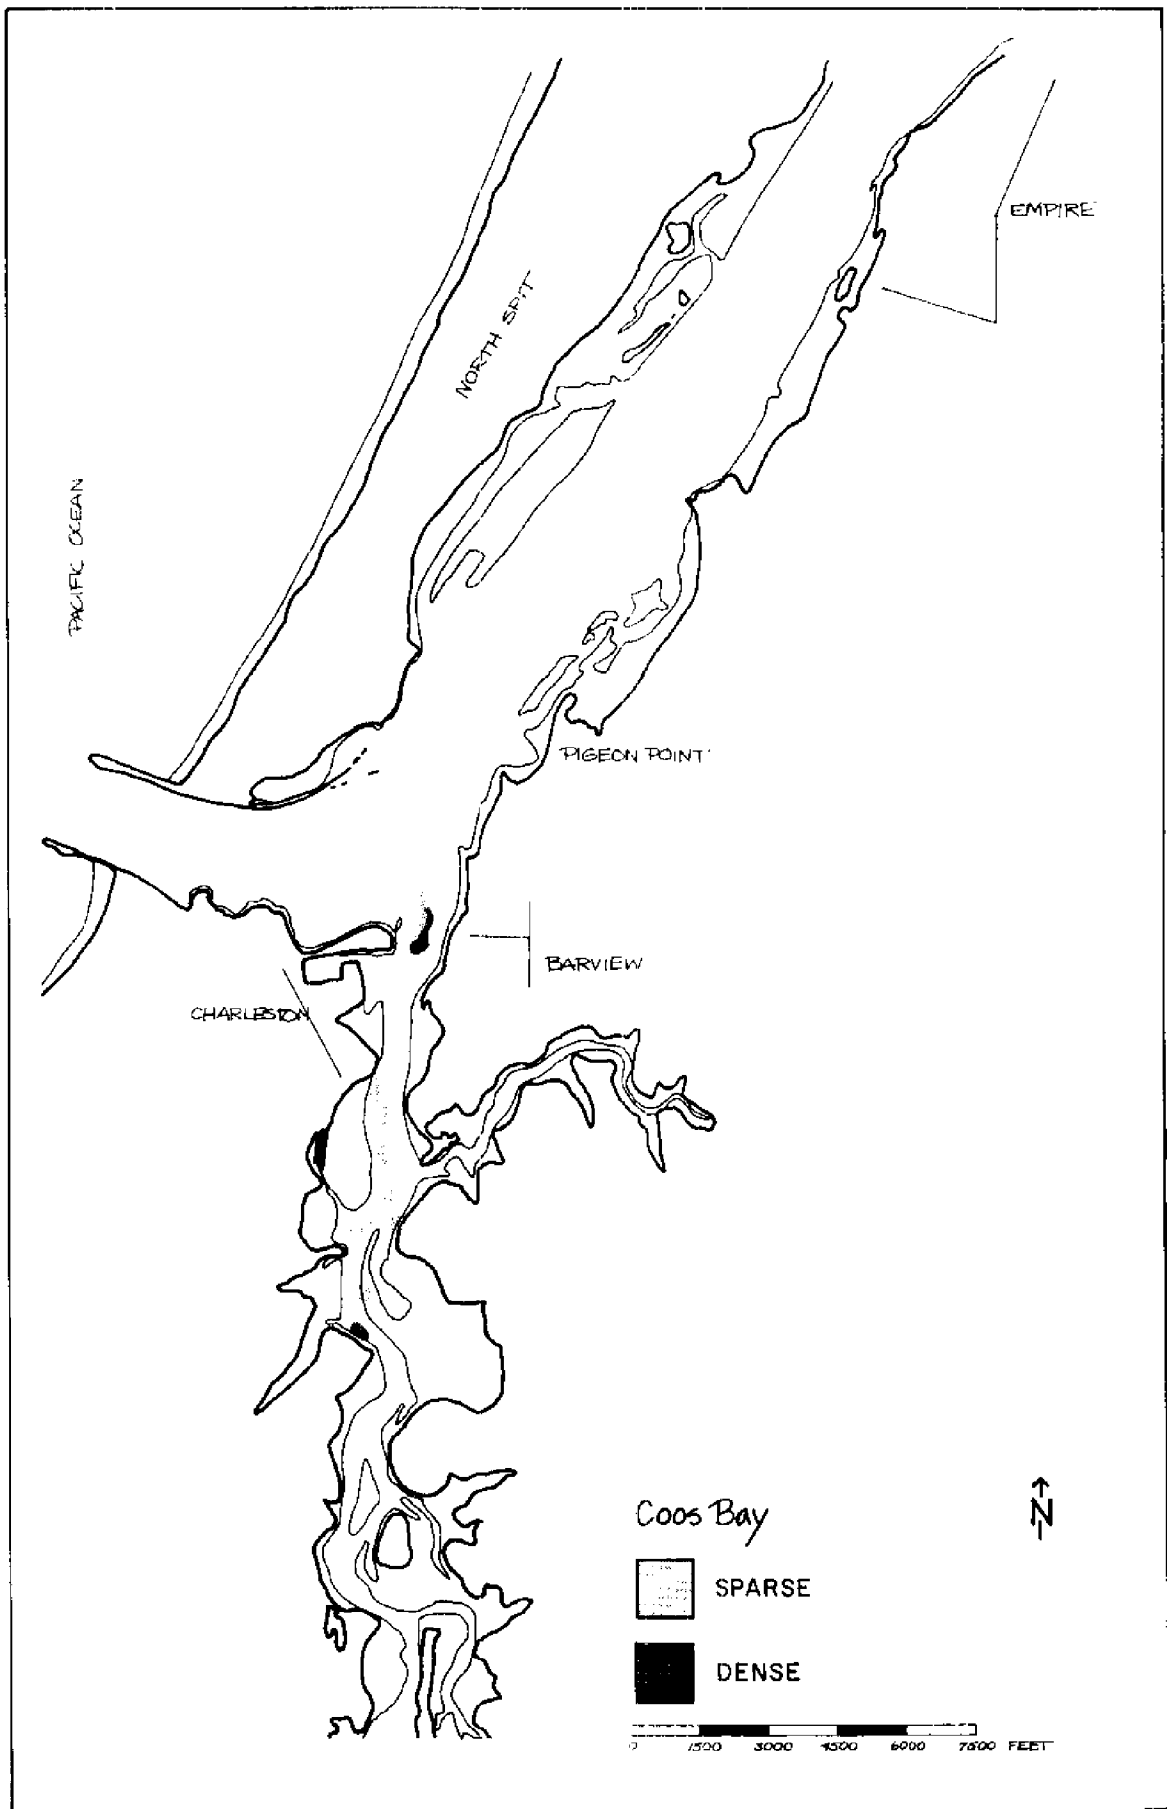 EMPIRE
NORTH SPIT
PACIFIC OCEAN
PIGEON POINT
BARVIEW
CHARLESTON
Coos Bay
N
SPARSE
DENSE
0 1500 3000 4500 6000 7500 FEET